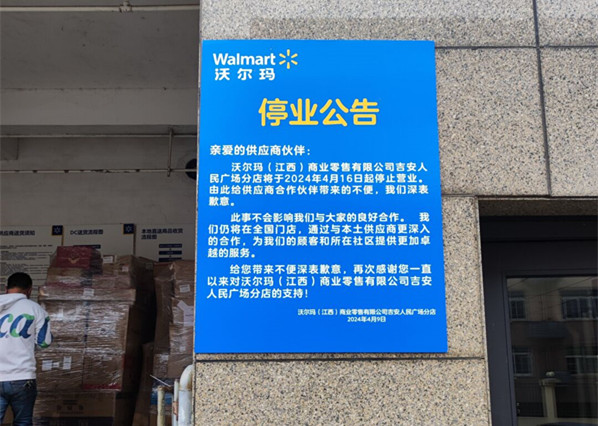 Walmart
沃尔玛
停业公告
亲爱的供应商伙伴：
沃尔玛（江西）商业零售有限公司吉安人
民广场分店将于2024年4月16日起停止营业。
由此给供应商合作伙伴带来的不便，我们深表
歉意。
此事不会影响我们与大家的良好合作。 我
们仍将在全国门店，通过与本土供应商更深入
的合作，为我们的顾客和所在社区提供更加卓
越的服务。
给您带来不便深表歉意，再次感谢您一直
以来对沃尔玛（江西）商业零售有限公司吉安
人民广场分店的支持！
沃尔玛（江西）商业零售有限公司吉安人民广场分店
2024年4月9日